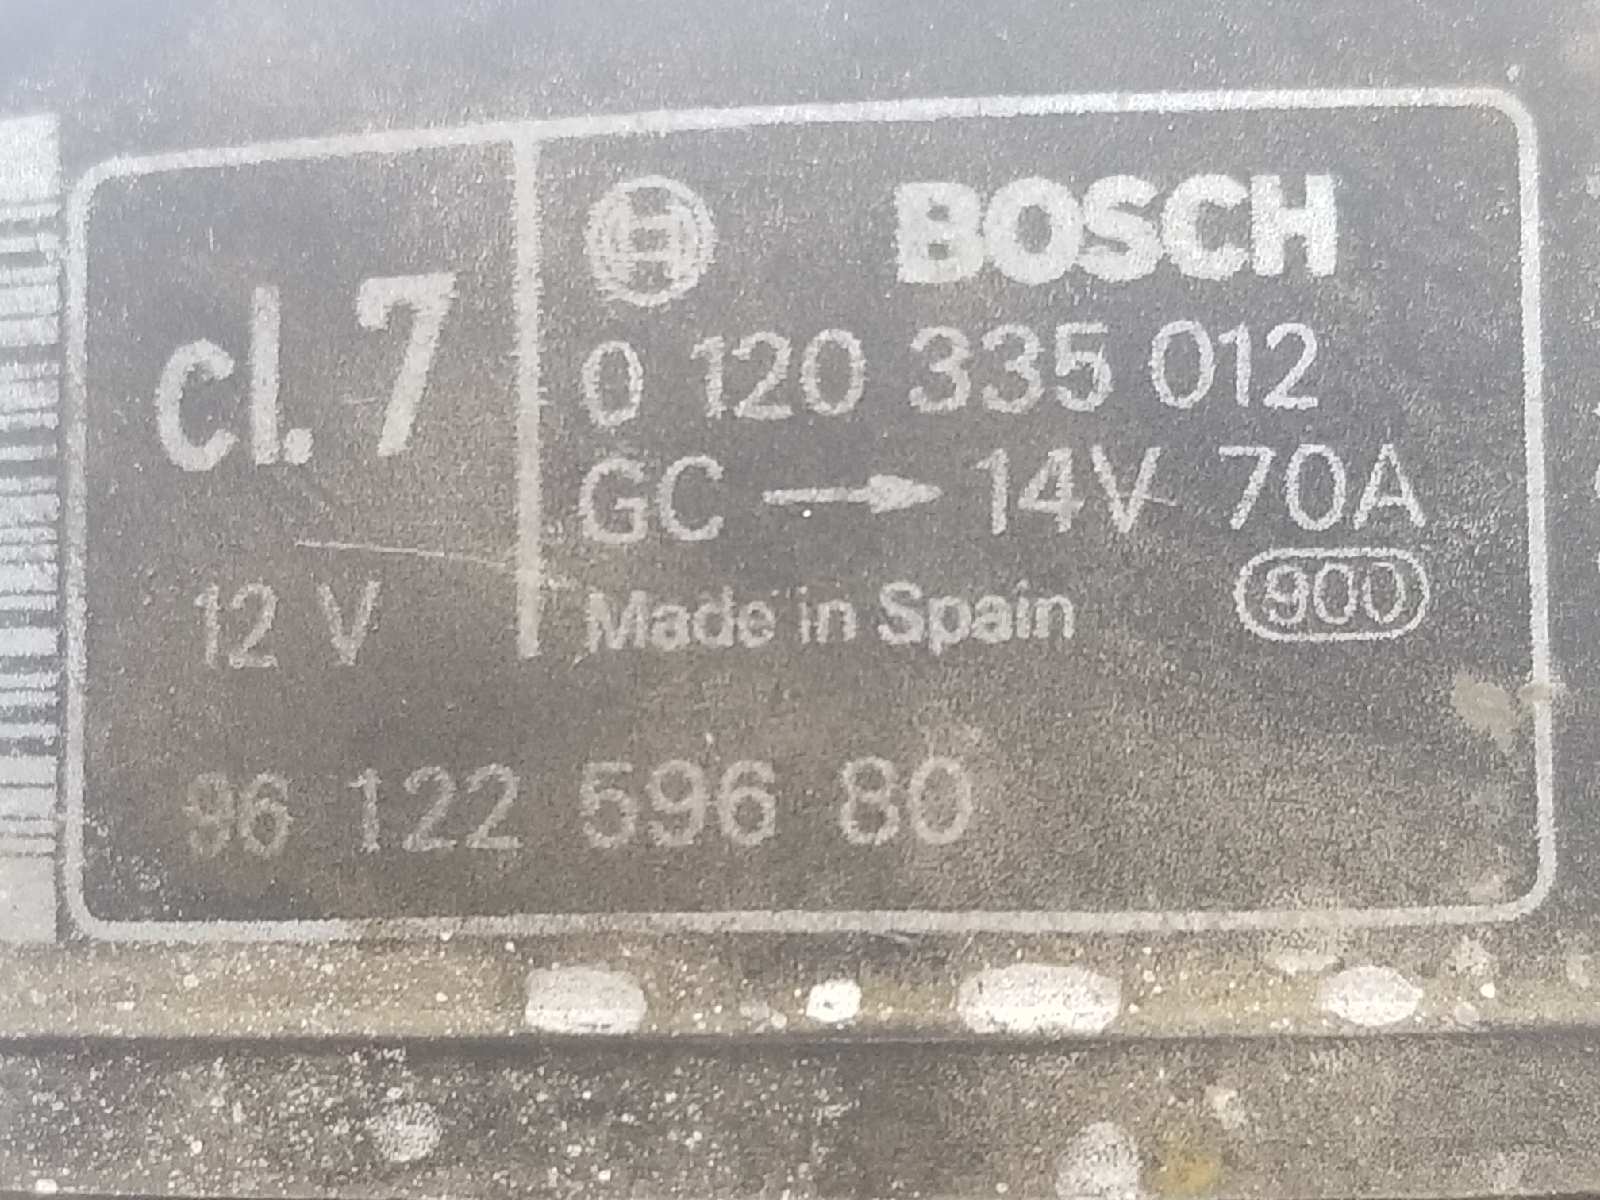 cl. 7
12 V
BOSCH
0 120 335 012
GC → 14V 70A
Made in Spain 900
96 122 596 80